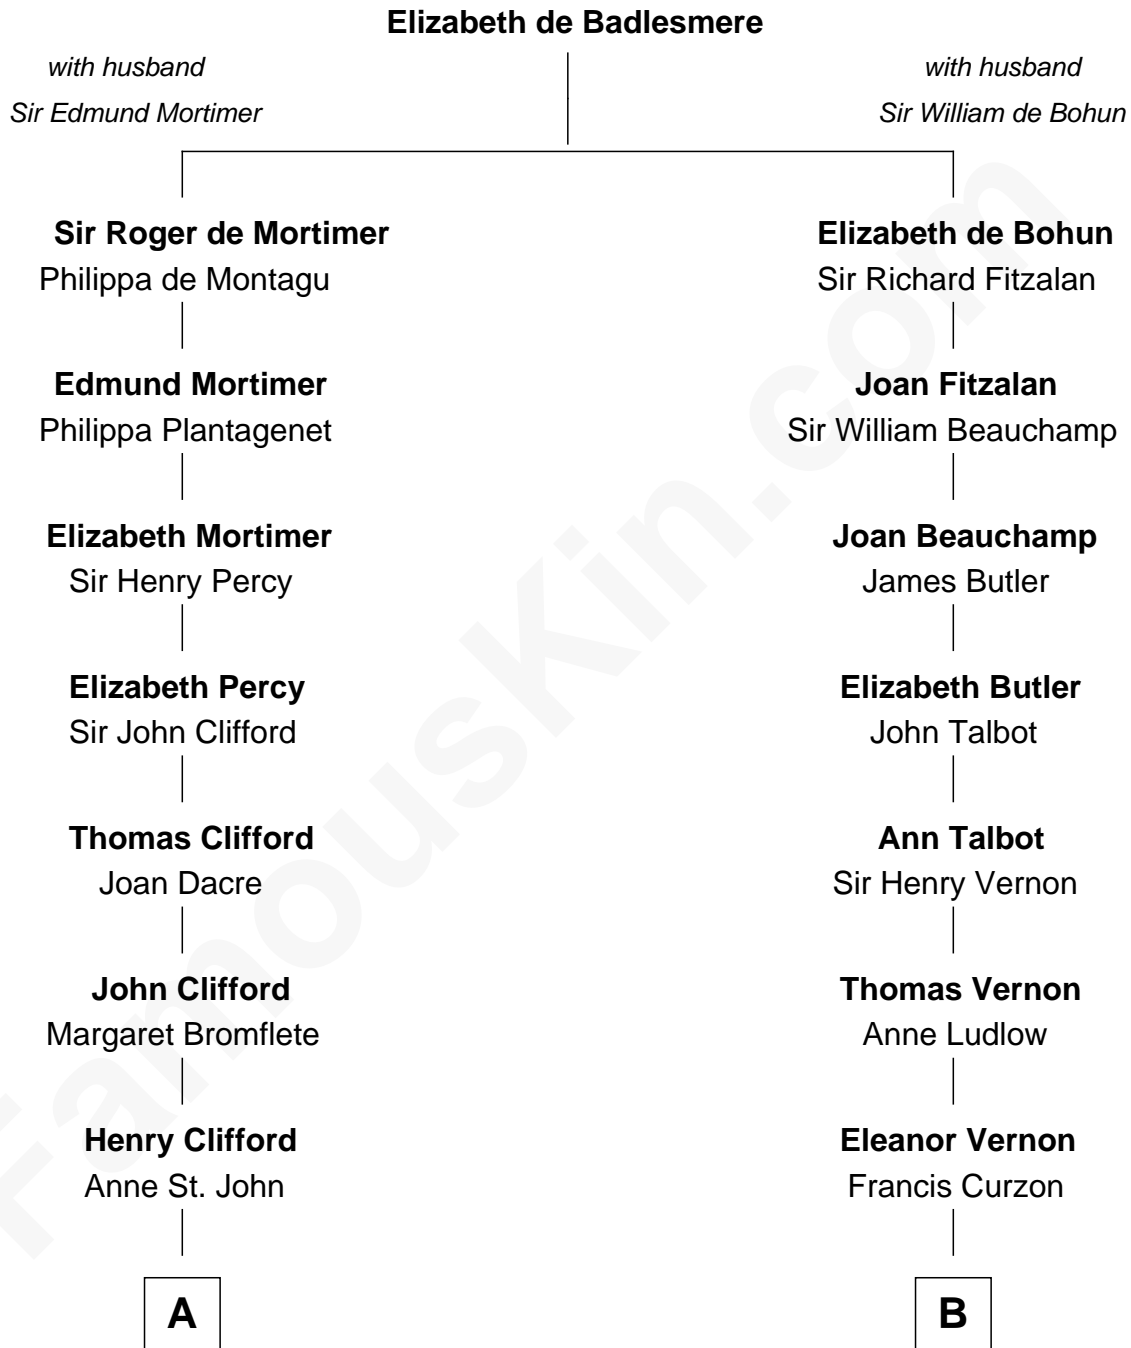 Elizabeth de Badlesmere
with husband
Sir Edmund Mortimer
with husband
Sir William de Bohun
Sir Roger de Mortimer
Philippa de Montagu
Elizabeth de Bohun
Sir Richard Fitzalan
Edmund Mortimer
Philippa Plantagenet
Joan Fitzalan
Sir William Beauchamp
Elizabeth Mortimer
Sir Henry Percy
Joan Beauchamp
James Butler
Elizabeth Percy
Sir John Clifford
Elizabeth Butler
John Talbot
Thomas Clifford
Joan Dacre
Ann Talbot
Sir Henry Vernon
John Clifford
Margaret Bromflete
Thomas Vernon
Anne Ludlow
Henry Clifford
Anne St. John
Eleanor Vernon
Francis Curzon
A
B
FamousKin.com